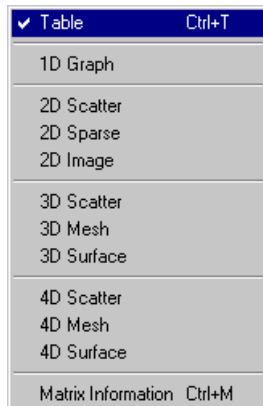 Table Ctrl+T
1D Graph
2D Scatter
2D Sparse
2D Image
3D Scatter
3D Mesh
3D Surface
4D Scatter
4D Mesh
4D Surface
Matrix Information Ctrl+M